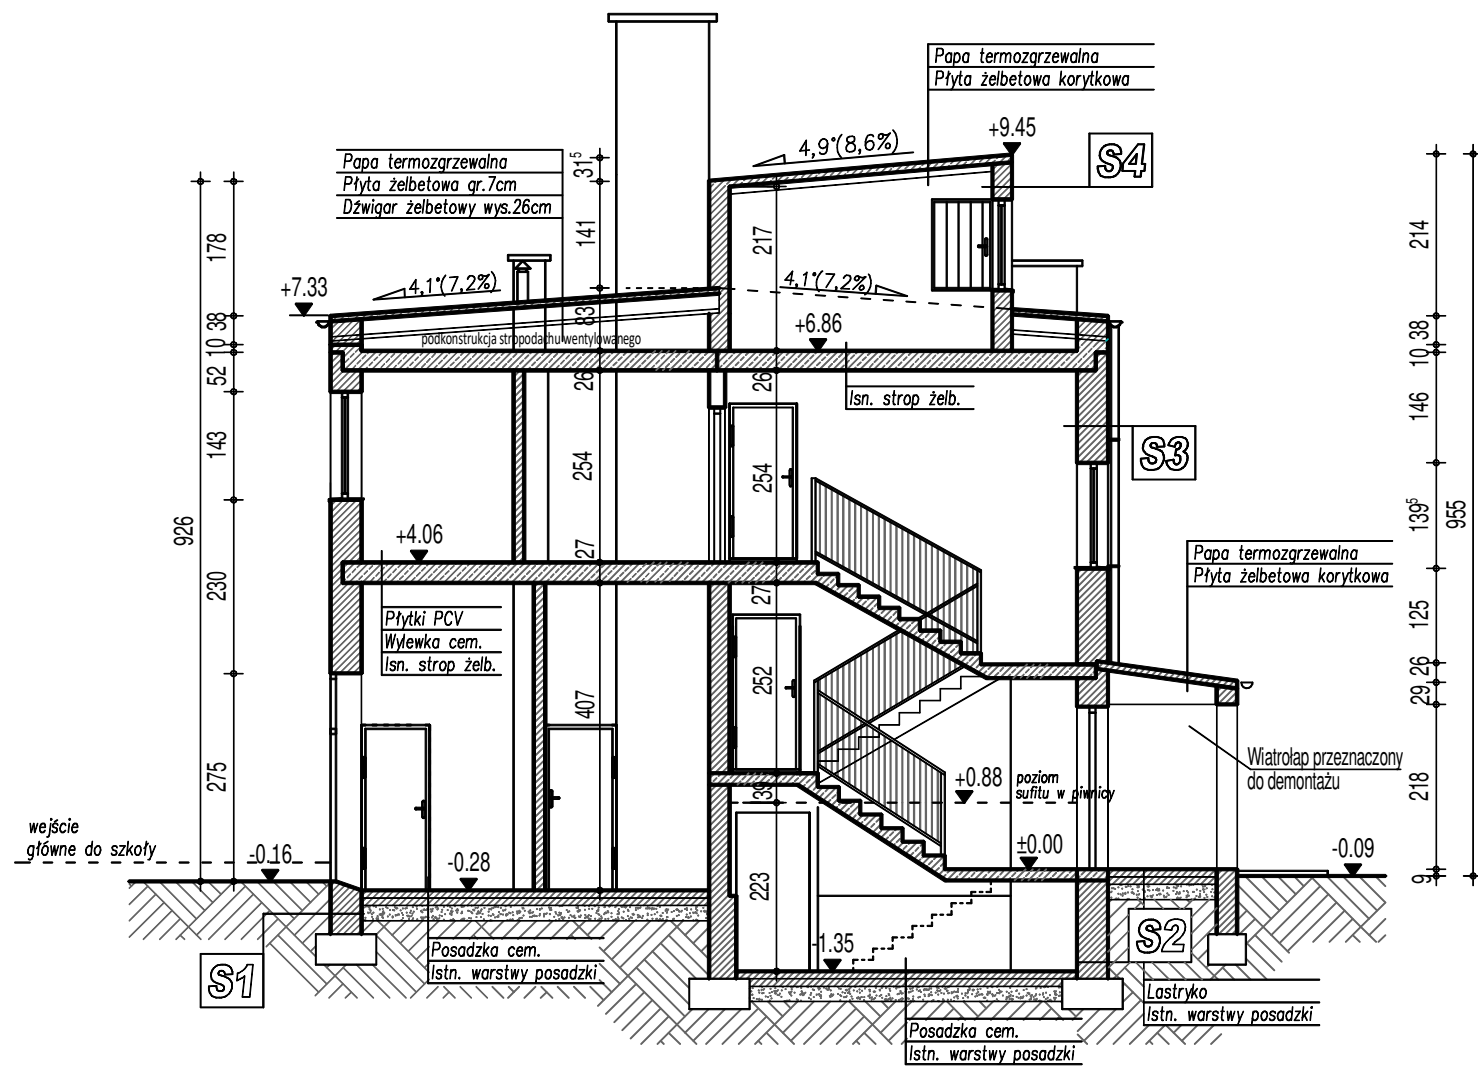 Papa termozgrzewalna
Płyta żelbetowa korytkowa
+9.45
S4
4,9°(8,6%)
Papa termozgrzewalna
Płyta żelbetowa gr.7cm
Dźwigar żelbetowy wys.26cm
31⁵
141
178
217
214
4,1°(7,2%)
4,1°(7,2%)
+7.33
83
38
10
52
+6.86
podkonstrukcja stropodachu wentylowanego
38
10
26
26
Isn. strop żelb.
146
143
254
254
S3
926
139⁵
955
+4.06
27
27
Papa termozgrzewalna
Płyta żelbetowa korytkowa
230
125
Płytki PCV
Wylewka cem.
Isn. strop żelb.
252
26
29
407
275
Wiatrołap przeznaczony
do demontażu
+0.88
poziom
sufitu w piwnicy
39
218
wejście
główne do szkoły
-0.16
-0.28
±0.00
-0.09
9
223
S1
Posadzka cem.
Istn. warstwy posadzki
-1.35
S2
Lastryko
Istn. warstwy posadzki
Posadzka cem.
Istn. warstwy posadzki